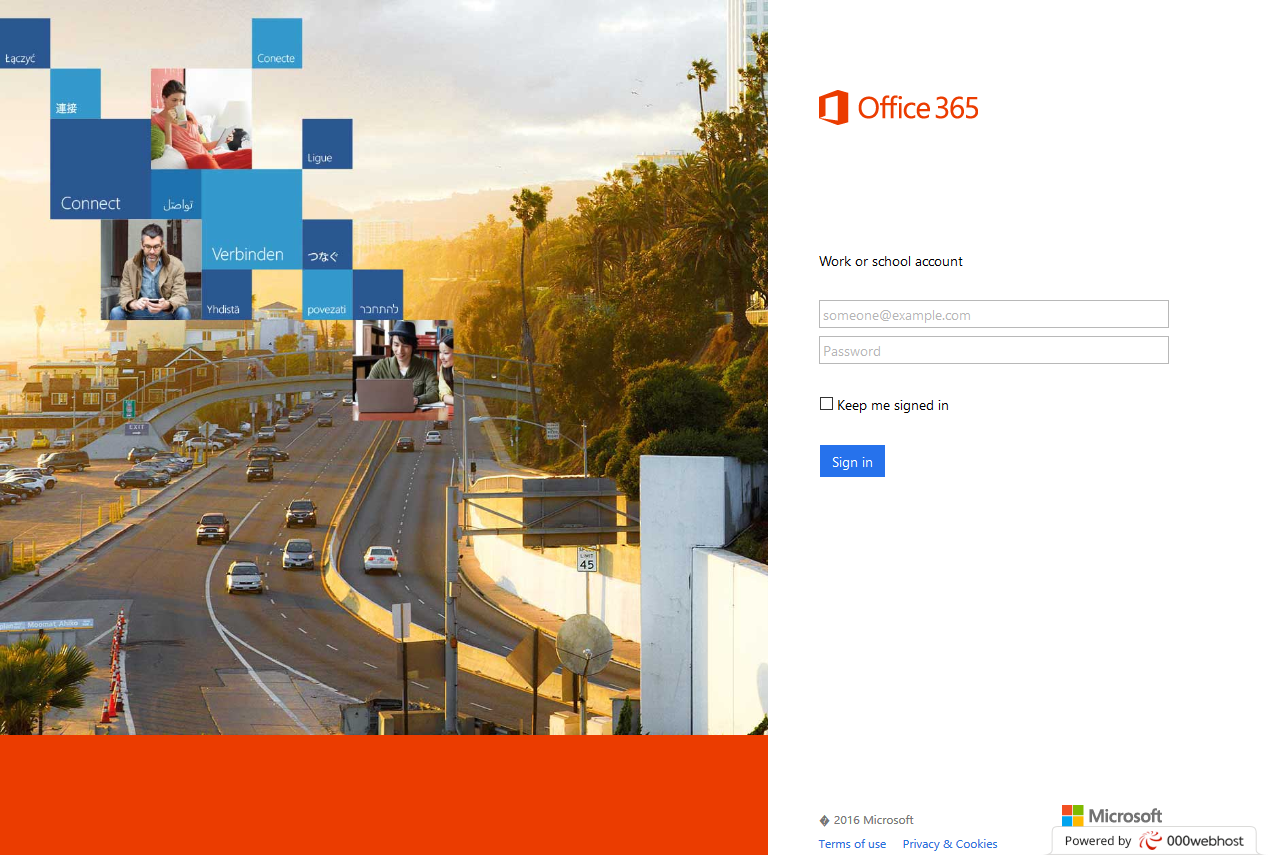 Łączyć
Conecte
連接
Ligue
Connect
تواصَل
Verbinden
つなぐ
Yhdistä
povezati
להתחבר
EXIT
LIMIT
45
Office 365
Work or school account
someone@example.com
Password
Keep me signed in
Sign in
� 2016 Microsoft
Microsoft
Terms of use Privacy & Cookies
Powered by 000webhost